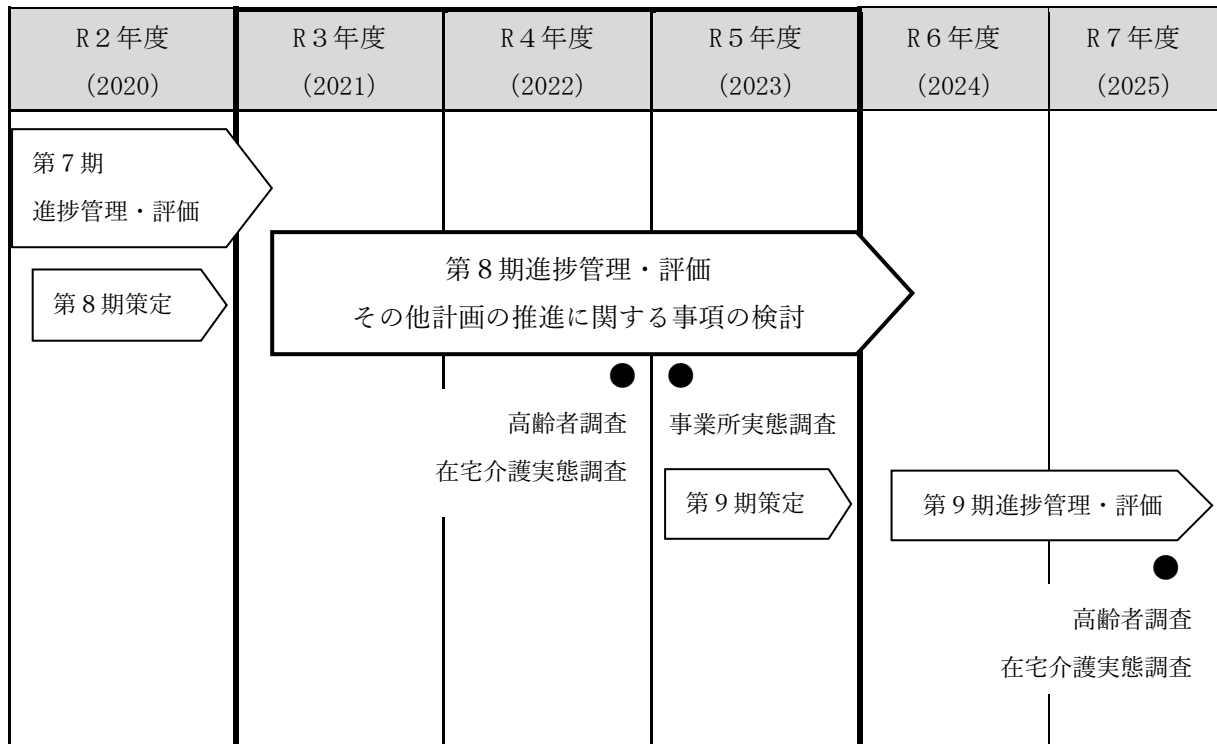 R2年度
(2020)
R3年度
(2021)
R4年度
(2022)
R5年度
(2023)
R6年度
(2024)
R7年度
(2025)
第7期
進捗管理・評価
第8期策定
第8期進捗管理・評価
その他計画の推進に関する事項の検討
高齢者調査
在宅介護実態調査
事業所実態調査
第9期策定
第9期進捗管理・評価
高齢者調査
在宅介護実態調査